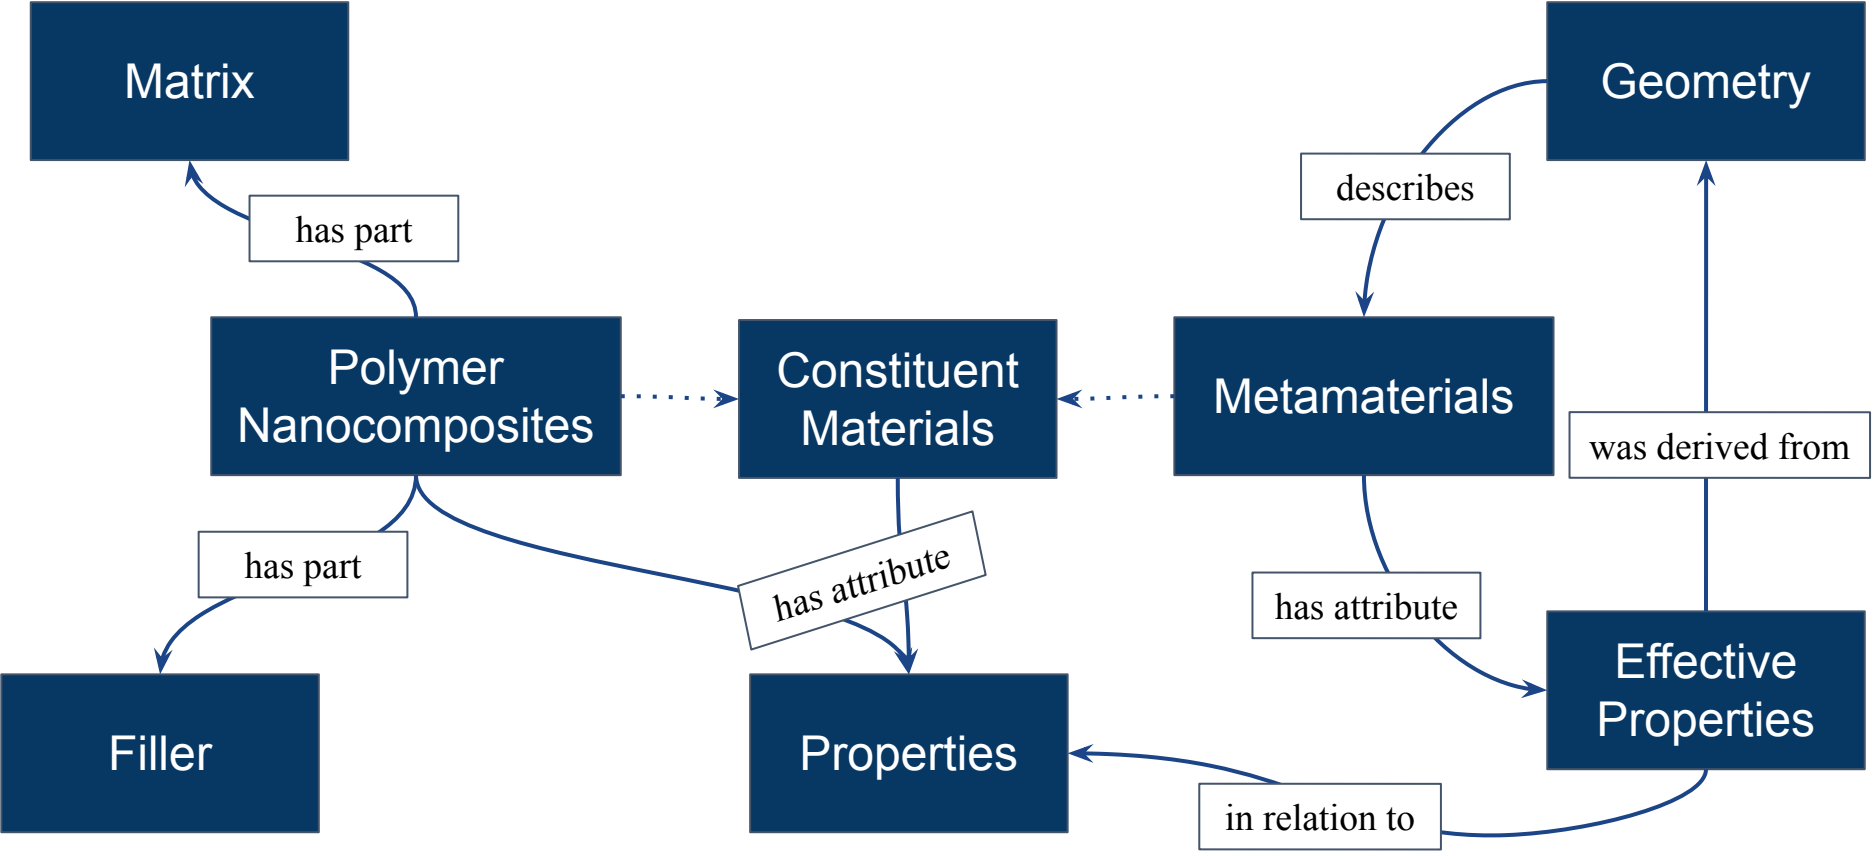 Matrix
Geometry
describes
has part
Polymer
Nanocomposites
Constituent
Materials
Metamaterials
was derived from
has part
has attribute
has attribute
Effective
Properties
Filler
Properties
in relation to